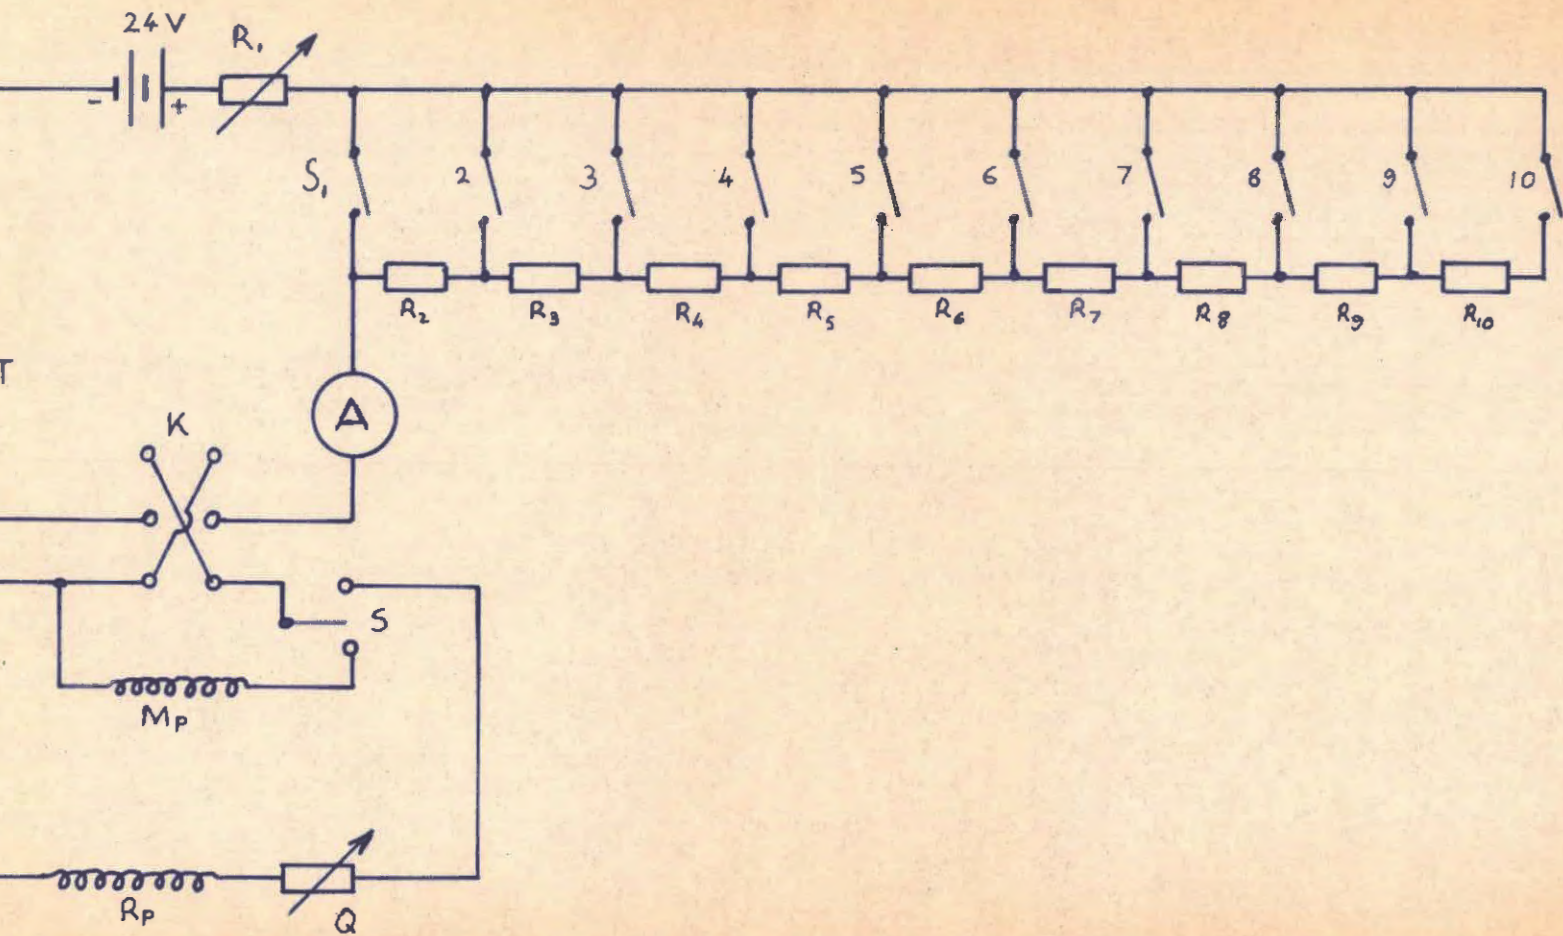 24V
R₁
- +
S₁ 2 3 4 5 6 7 8 9 10
R₂ R₃ R₄ R₅ R₆ R₇ R₈ R₉ R₁₀
T
A
K
S
Mp
Rp
Q